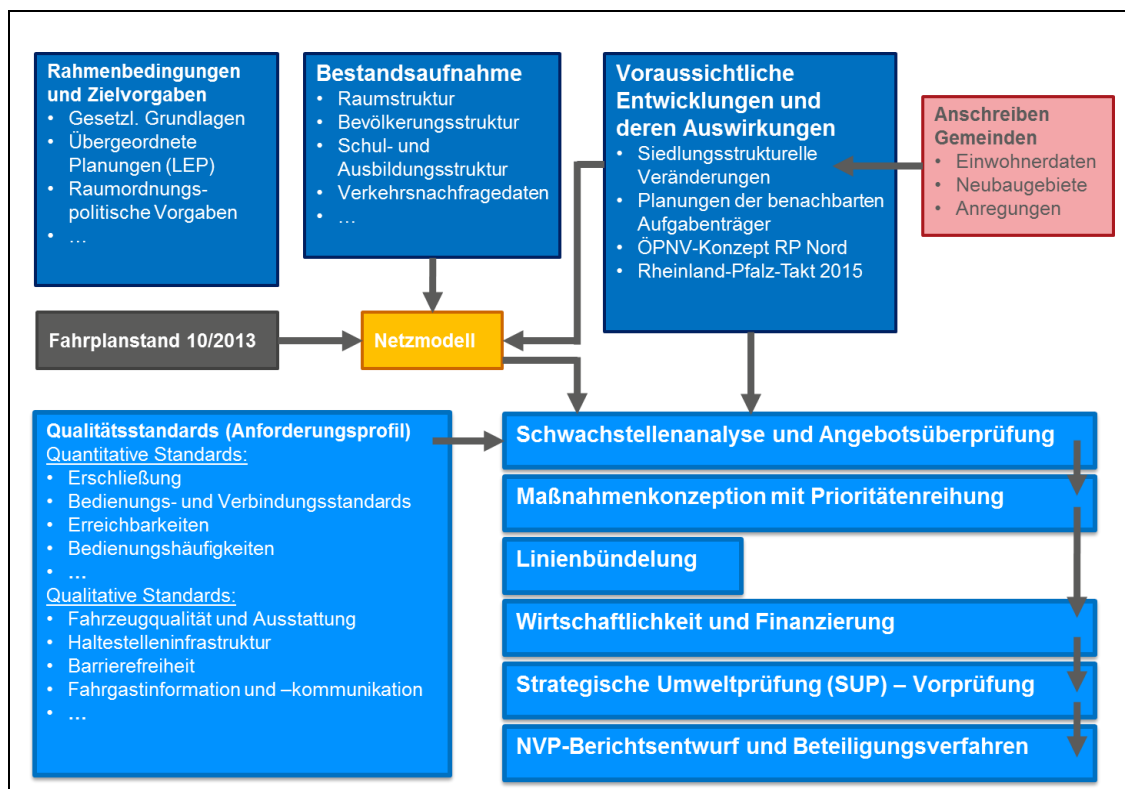 Rahmenbedingungen
und Zielvorgaben
• Gesetzl. Grundlagen
• Übergeordnete
Planungen (LEP)
• Raumordnungs-
politische Vorgaben
• …
Bestandsaufnahme
• Raumstruktur
• Bevölkerungsstruktur
• Schul- und
Ausbildungsstruktur
• Verkehrsnachfragedaten
• …
Voraussichtliche
Entwicklungen und
deren Auswirkungen
• Siedlungsstrukturelle
Veränderungen
• Planungen der benachbarten
Aufgabenträger
• ÖPNV-Konzept RP Nord
• Rheinland-Pfalz-Takt 2015
Anschreiben
Gemeinden
• Einwohnerdaten
• Neubaugebiete
• Anregungen
Fahrplanstand 10/2013
Netzmodell
Qualitätsstandards (Anforderungsprofil)
Quantitative Standards:
• Erschließung
• Bedienungs- und Verbindungsstandards
• Erreichbarkeiten
• Bedienungshäufigkeiten
• …
Qualitative Standards:
• Fahrzeugqualität und Ausstattung
• Haltestelleninfrastruktur
• Barrierefreiheit
• Fahrgastinformation und –kommunikation
• …
Schwachstellenanalyse und Angebotsüberprüfung
Maßnahmenkonzeption mit Prioritätenreihung
Linienbündelung
Wirtschaftlichkeit und Finanzierung
Strategische Umweltprüfung (SUP) – Vorprüfung
NVP-Berichtsentwurf und Beteiligungsverfahren